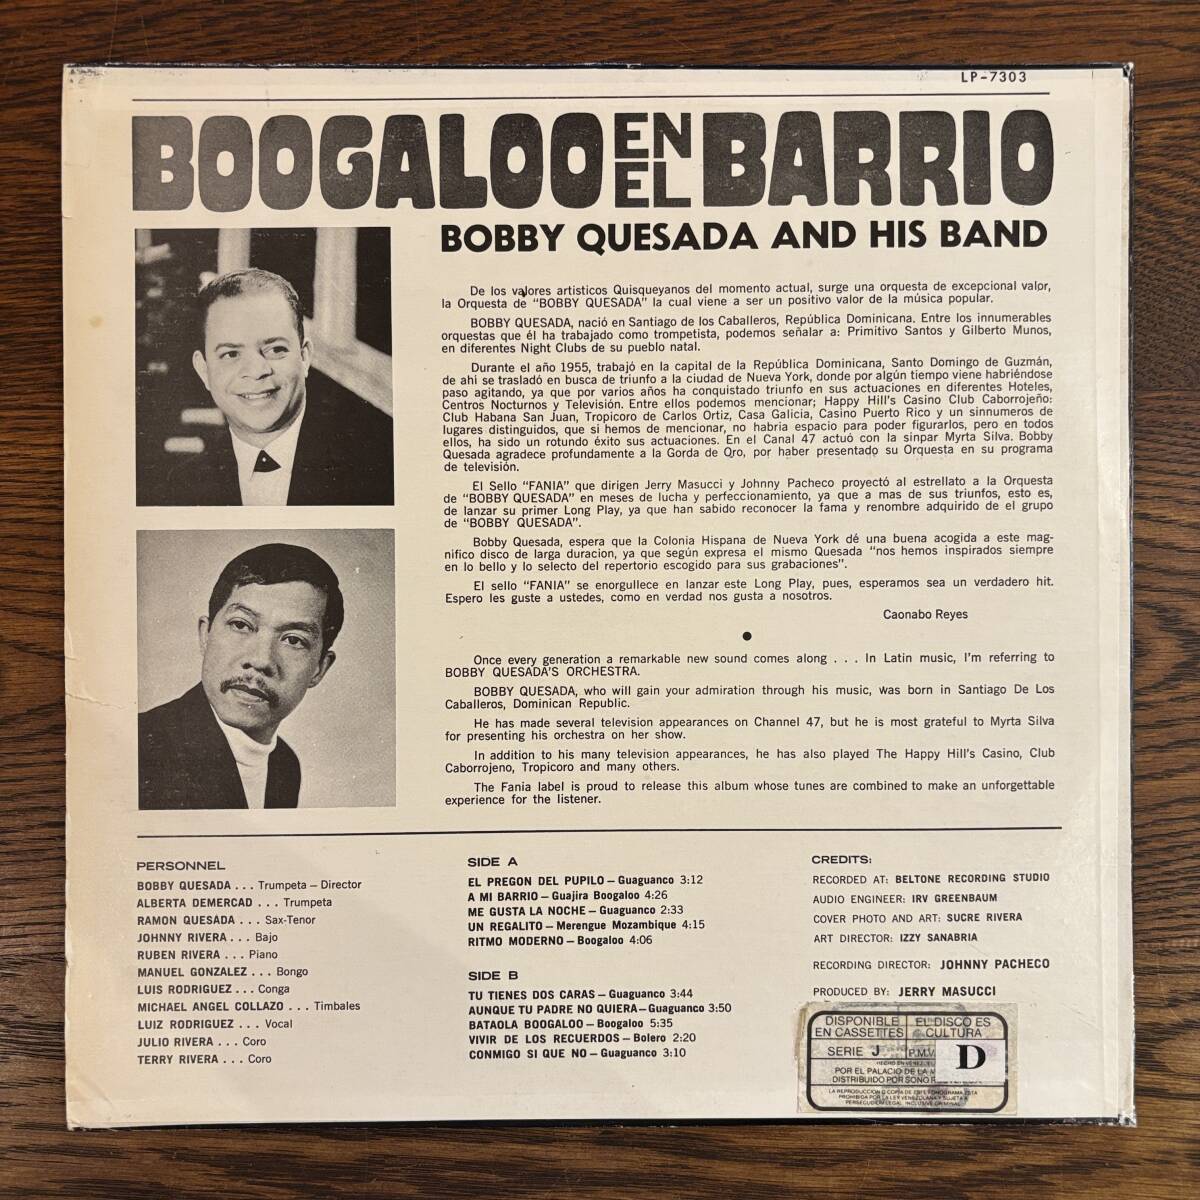 LP-7303
BOOGALOO EN EL BARRIO
BOBBY QUESADA AND HIS BAND
De los valores artisticos Quisqueyanos del momento actual, surge una orquesta de excepcional valor,
la Orquesta de "BOBBY QUESADA" la cual viene a ser un positivo valor de la música popular.
BOBBY QUESADA, nació en Santiago de los Caballeros, República Dominicana. Entre los innumerables
orquestas que él ha trabajado como trompetista, podemos señalar a: Primitivo Santos y Gilberto Munos,
en diferentes Night Clubs de su pueblo natal.
Durante el año 1955, trabajó en la capital de la República Dominicana, Santo Domingo de Guzmán,
de ahi se trasladó en busca de triunfo a la ciudad de Nueva York, donde por algún tiempo viene habriéndose
paso agitando, ya que por varios años ha conquistado triunfo en sus actuaciones en diferentes Hoteles,
Centros Nocturnos y Televisión. Entre ellos podemos mencionar; Happy Hill's Casino Club Caborrojeño:
Club Habana San Juan, Tropicoro de Carlos Ortiz, Casa Galicia, Casino Puerto Rico y un sinnumeros de
lugares distinguidos, que si hemos de mencionar, no habria espacio para poder figurarlos, pero en todos
ellos, ha sido un rotundo éxito sus actuaciones. En el Canal 47 actuó con la sinpar Myrta Silva. Bobby
Quesada agradece profundamente a la Gorda de Oro, por haber presentado su Orquesta en su programa
de televisión.
El Sello "FANIA" que dirigen Jerry Masucci y Johnny Pacheco proyectó al estrellato a la Orquesta
de "BOBBY QUESADA" en meses de lucha y perfeccionamiento, ya que a mas de sus triunfos, esto es,
de lanzar su primer Long Play, ya que han sabido reconocer la fama y renombre adquirido de el grupo
de "BOBBY QUESADA".
Bobby Quesada, espera que la Colonia Hispana de Nueva York dé una buena acogida a este mag-
nifico disco de larga duracion, ya que según expresa el mismo Quesada "nos hemos inspirados siempre
en lo bello y lo selecto del repertorio escogido para sus grabaciones".
El sello "FANIA" se enorgullece en lanzar este Long Play, pues, esperamos sea un verdadero hit.
Espero les guste a ustedes, como en verdad nos gusta a nosotros.
Caonabo Reyes
Once every generation a remarkable new sound comes along . . . In Latin music, I'm referring to
BOBBY QUESADA'S ORCHESTRA.
BOBBY QUESADA, who will gain your admiration through his music, was born in Santiago De Los
Caballeros, Dominican Republic.
He has made several television appearances on Channel 47, but he is most grateful to Myrta Silva
for presenting his orchestra on her show.
In addition to his many television appearances, he has also played The Happy Hill's Casino, Club
Caborrojeno, Tropicoro and many others.
The Fania label is proud to release this album whose tunes are combined to make an unforgettable
experience for the listener.
PERSONNEL
BOBBY QUESADA . . . Trumpeta – Director
ALBERTA DEMERCAD . . . Trumpeta
RAMON QUESADA . . . Sax-Tenor
JOHNNY RIVERA . . . Bajo
RUBEN RIVERA . . . Piano
MANUEL GONZALEZ . . . Bongo
LUIS RODRIGUEZ . . . Conga
MICHAEL ANGEL COLLAZO . . . Timbales
LUIZ RODRIGUEZ . . . Vocal
JULIO RIVERA . . . Coro
TERRY RIVERA . . . Coro
SIDE A
EL PREGON DEL PUPILO – Guaguanco 3:12
A MI BARRIO – Guajira Boogaloo 4:26
ME GUSTA LA NOCHE – Guaguanco 2:33
UN REGALITO – Merengue Mozambique 4:15
RITMO MODERNO – Boogaloo 4:06
SIDE B
TU TIENES DOS CARAS – Guaguanco 3:44
AUNQUE TU PADRE NO QUIERA – Guaguanco 3:50
BATAOLA BOOGALOO – Boogaloo 5:35
VIVIR DE LOS RECUERDOS – Bolero 2:20
CONMIGO SI QUE NO – Guaguanco 3:10
CREDITS:
RECORDED AT: BELTONE RECORDING STUDIO
AUDIO ENGINEER: IRV GREENBAUM
COVER PHOTO AND ART: SUCRE RIVERA
ART DIRECTOR: IZZY SANABRIA
RECORDING DIRECTOR: JOHNNY PACHECO
PRODUCED BY: JERRY MASUCCI
DISPONIBLE EN CASSETTES
EL DISCO ES CULTURA
SERIE J
P.M.V.
D
HECHO EN
POR EL PALACIO DE LA
DISTRIBUIDO POR
LA REPRODUCCION O COPIA DE ESTE FONOGRAMA ESTA
PROHIBIDA POR LA LEY VENEZOLANA Y SUJETA A
PERSECUCION LEGAL INCLUSIVE CRIMINAL